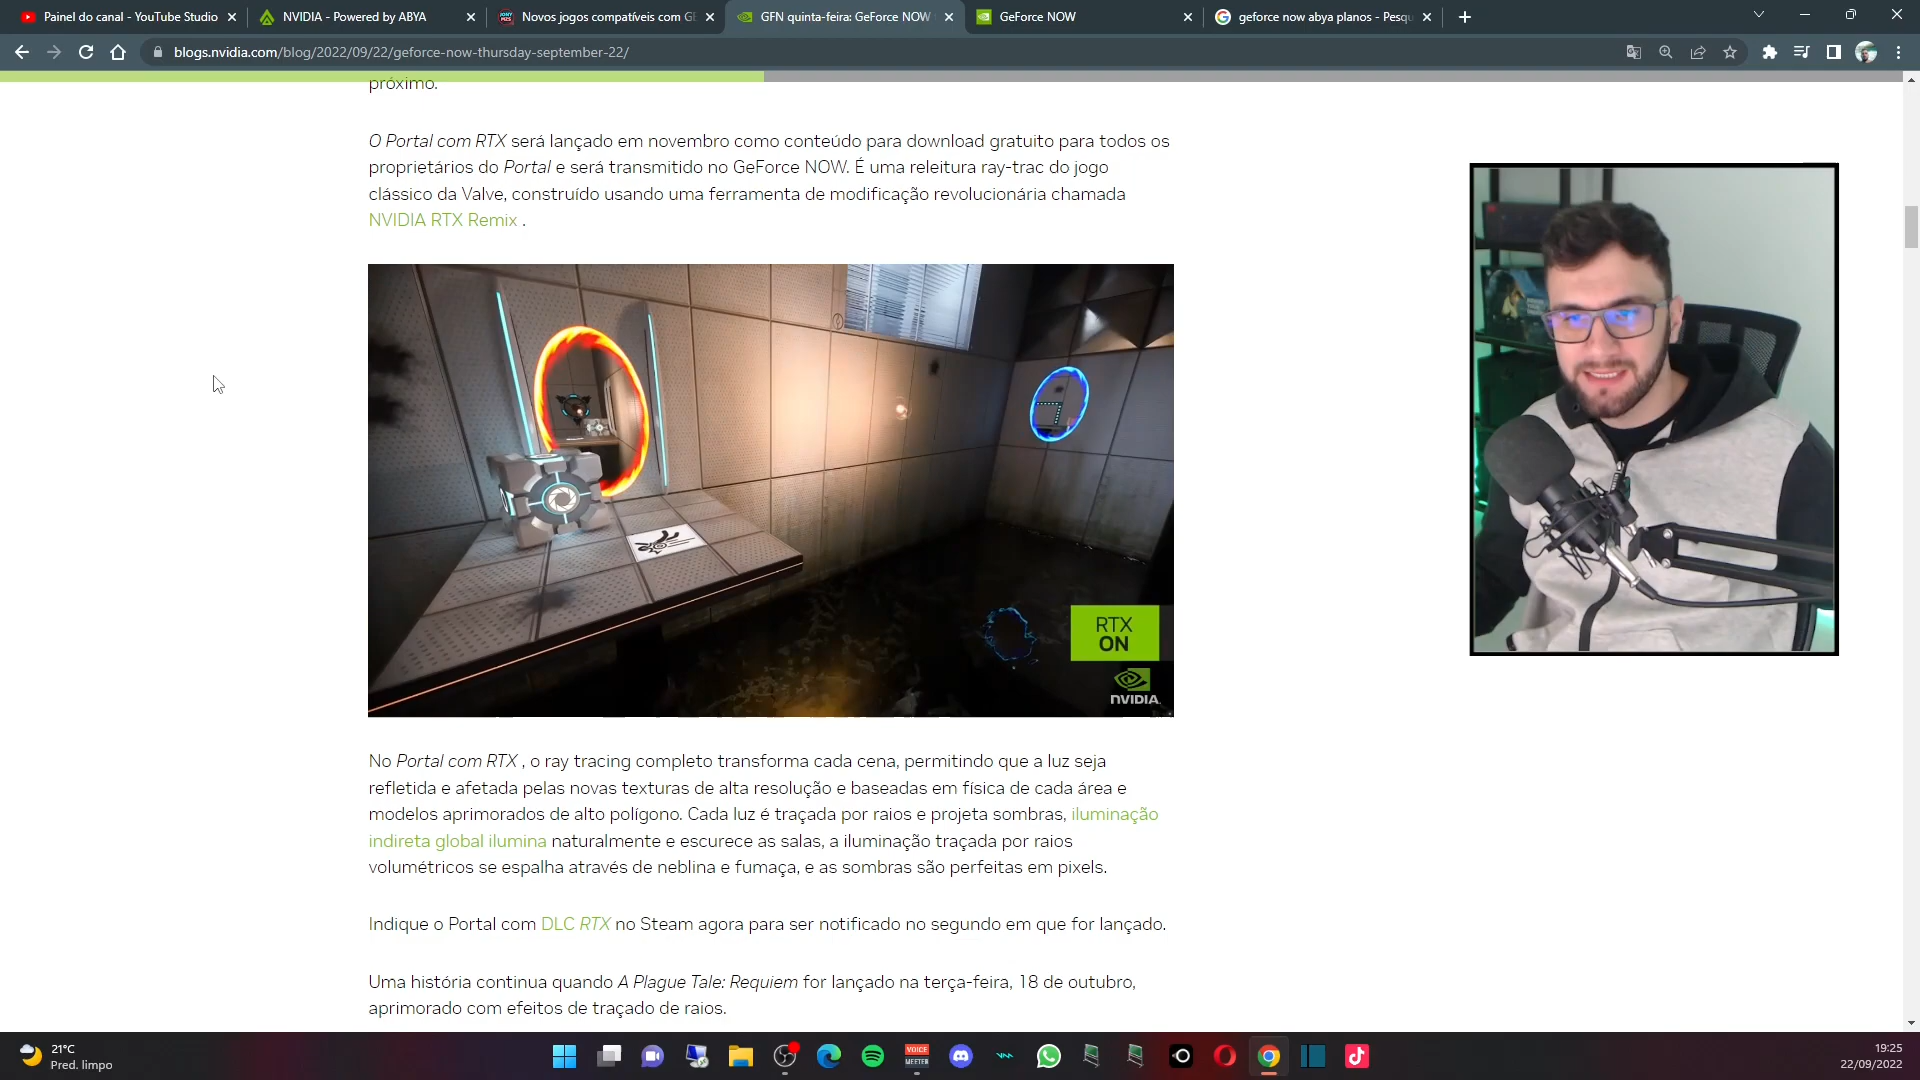 Painel do canal - YouTube Studio
NVIDIA - Powered by ABYA
Novos jogos compatíveis com GE
GFN quinta-feira: GeForce NOW
GeForce NOW
geforce now abya planos - Pesqu
blogs.nvidia.com/blog/2022/09/22/geforce-now-thursday-september-22/
próximo.
O Portal com RTX será lançado em novembro como conteúdo para download gratuito para todos os
proprietários do Portal e será transmitido no GeForce NOW. É uma releitura ray-trac do jogo
clássico da Valve, construído usando uma ferramenta de modificação revolucionária chamada
NVIDIA RTX Remix .
RTX
ON
NVIDIA.
No Portal com RTX , o ray tracing completo transforma cada cena, permitindo que a luz seja
refletida e afetada pelas novas texturas de alta resolução e baseadas em física de cada área e
modelos aprimorados de alto polígono. Cada luz é traçada por raios e projeta sombras, iluminação
indireta global ilumina naturalmente e escurece as salas, a iluminação traçada por raios
volumétricos se espalha através de neblina e fumaça, e as sombras são perfeitas em pixels.
Indique o Portal com DLC RTX no Steam agora para ser notificado no segundo em que for lançado.
Uma história continua quando A Plague Tale: Requiem for lançado na terça-feira, 18 de outubro,
aprimorado com efeitos de traçado de raios.
21°C
Pred. limpo
VOICE
MEETER
19:25
22/09/2022